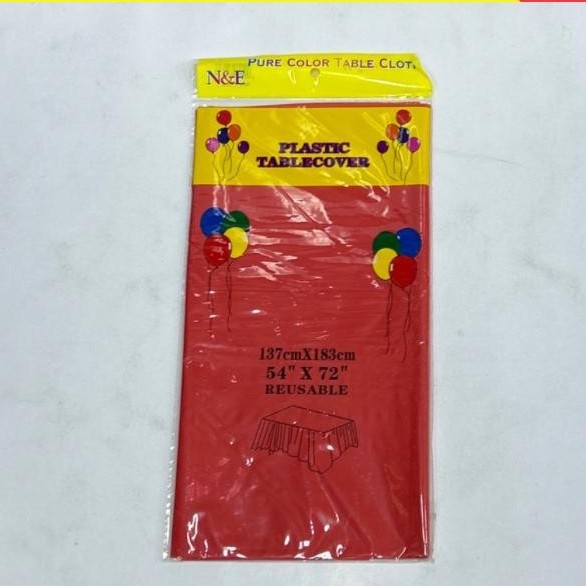 PURE COLOR TABLE CLOT
N&E
PLASTIC
TABLECOVER
137cmX183cm
54" X 72"
REUSABLE